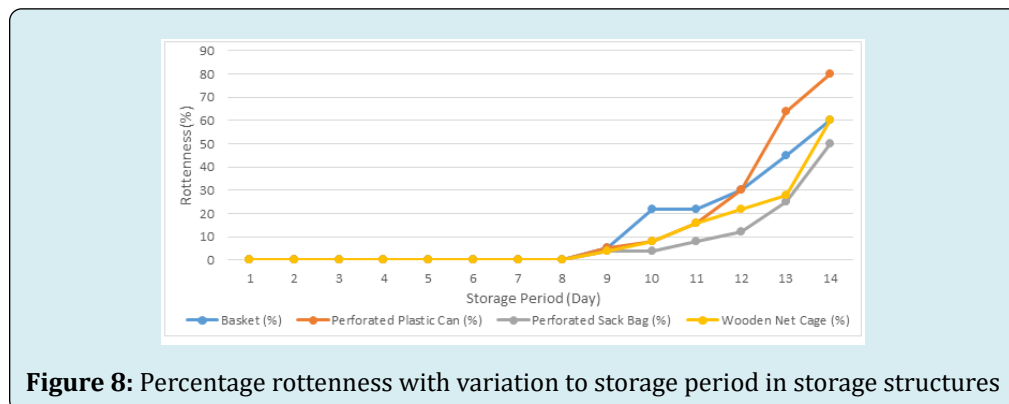 90
80
70
60
50
40
30
20
10
0
Rottenness (%)
1 2 3 4 5 6 7 8 9 10 11 12 13 14
Storage Period (Day)
Basket (%) Perforated Plastic Can (%) Perforated Sack Bag (%) Wooden Net Cage (%)
Figure 8: Percentage rottenness with variation to storage period in storage structures